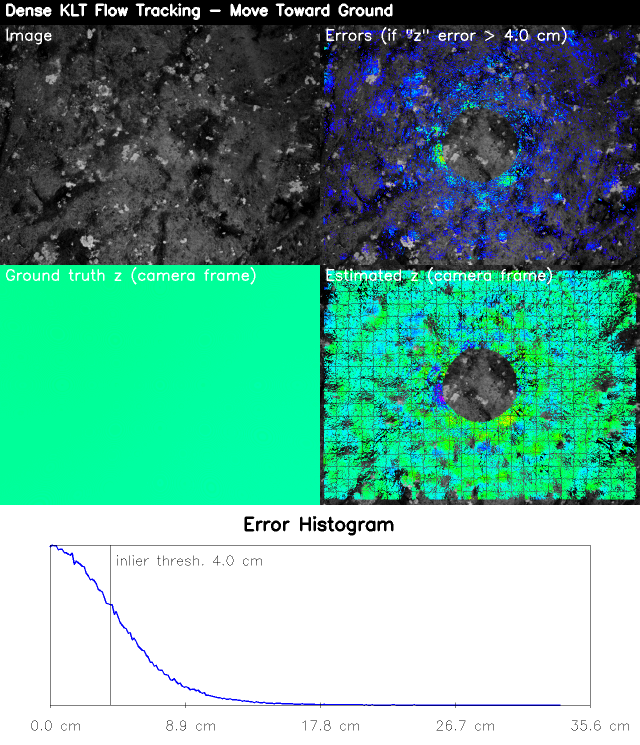 Dense KLT Flow Tracking - Move Toward Ground
Image
Errors (if "z" error > 4.0 cm)
Ground truth z (camera frame)
Estimated z (camera frame)
Error Histogram
inlier thresh. 4.0 cm
0.0 cm
8.9 cm
17.8 cm
26.7 cm
35.6 cm